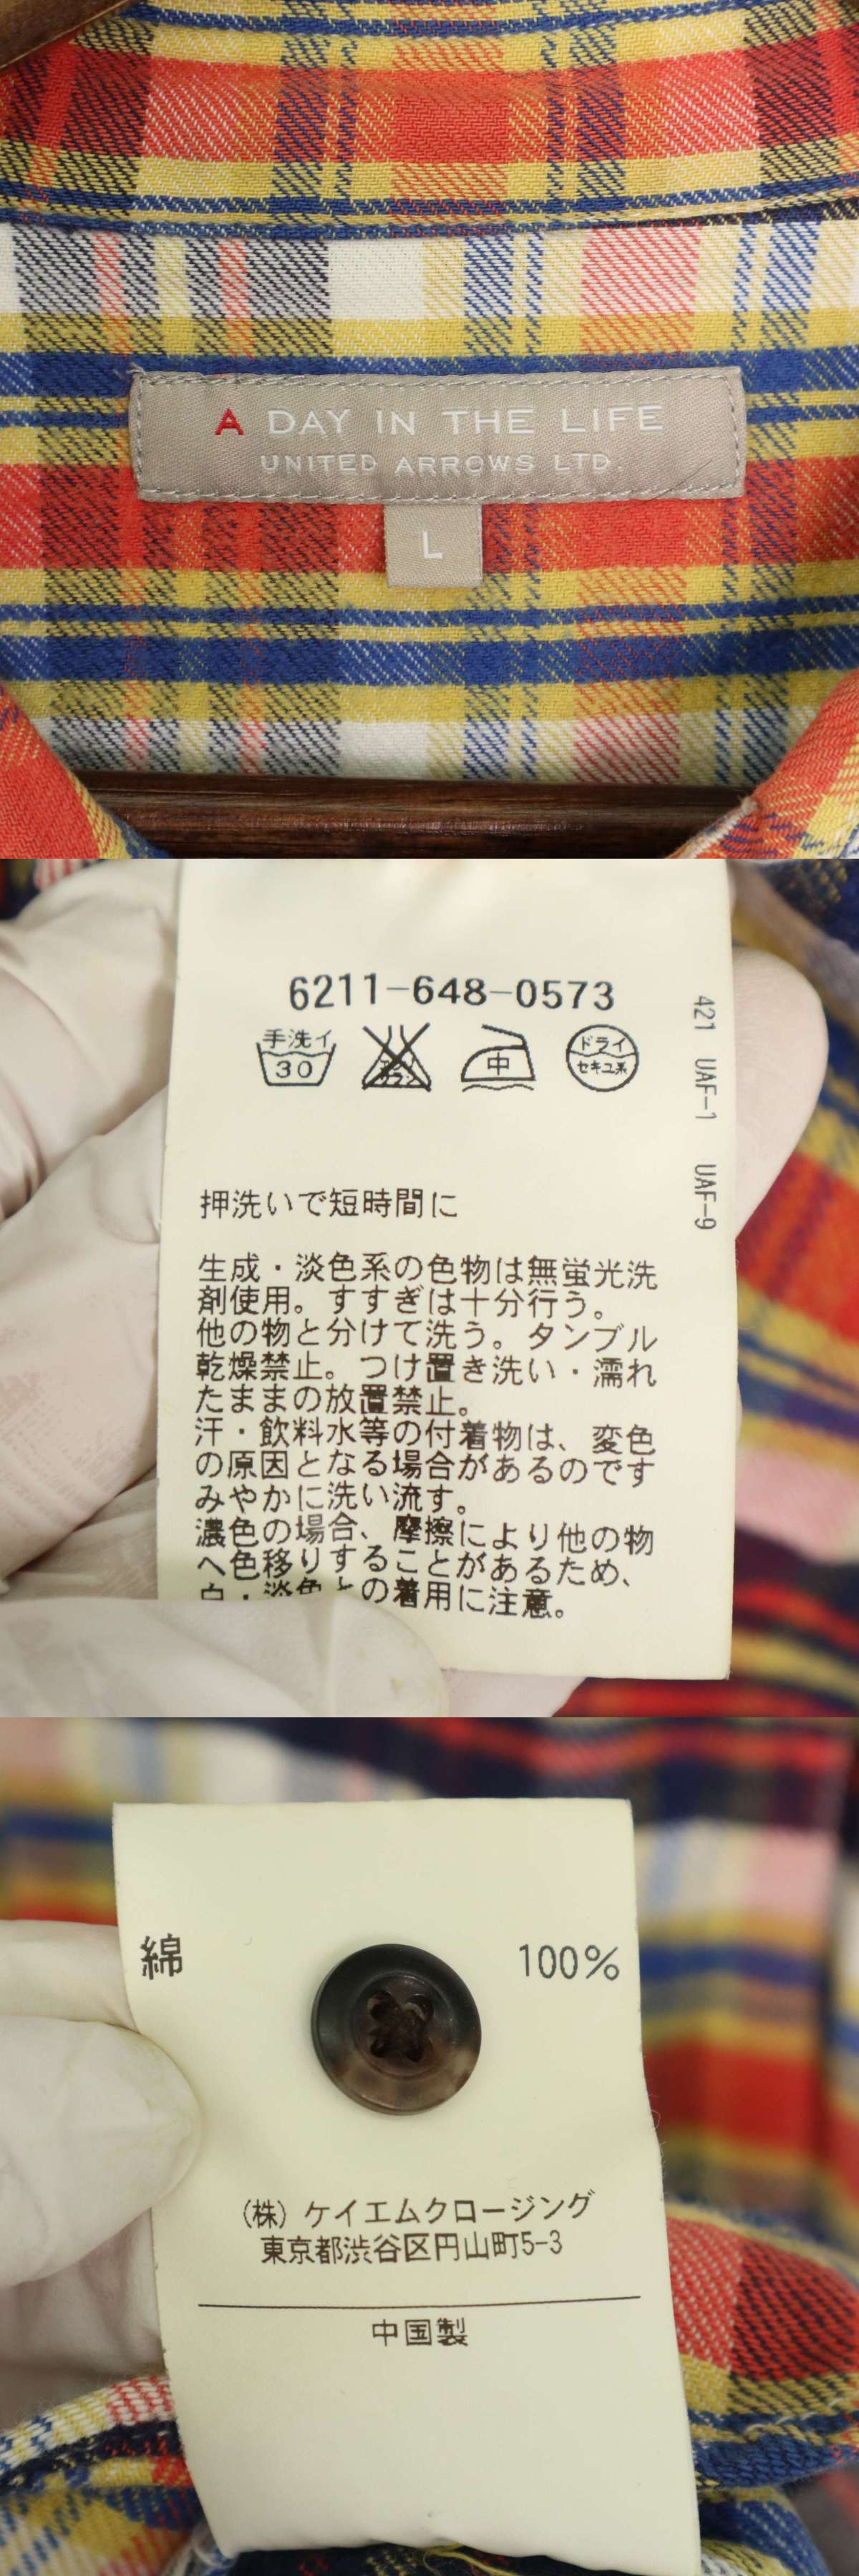 A DAY IN THE LIFE
UNITED ARROWS LTD.
L
6211-648-0573
手洗イ
30
中
ドライ
セキユ系
421 UAF-1 UAF-9
押洗いで短時間に
生成・淡色系の色物は無蛍光洗
剤使用。すすぎは十分行う。
他の物と分けて洗う。タンブル
乾燥禁止。つけ置き洗い・濡れ
たままの放置禁止。
汗・飲料水等の付着物は、変色
の原因となる場合があるのです
みやかに洗い流す。
濃色の場合、摩擦により他の物
へ色移りすることがあるため、
白・淡色との着用に注意。
綿 100%
(株)ケイエムクロージング
東京都渋谷区円山町5-3
中国製